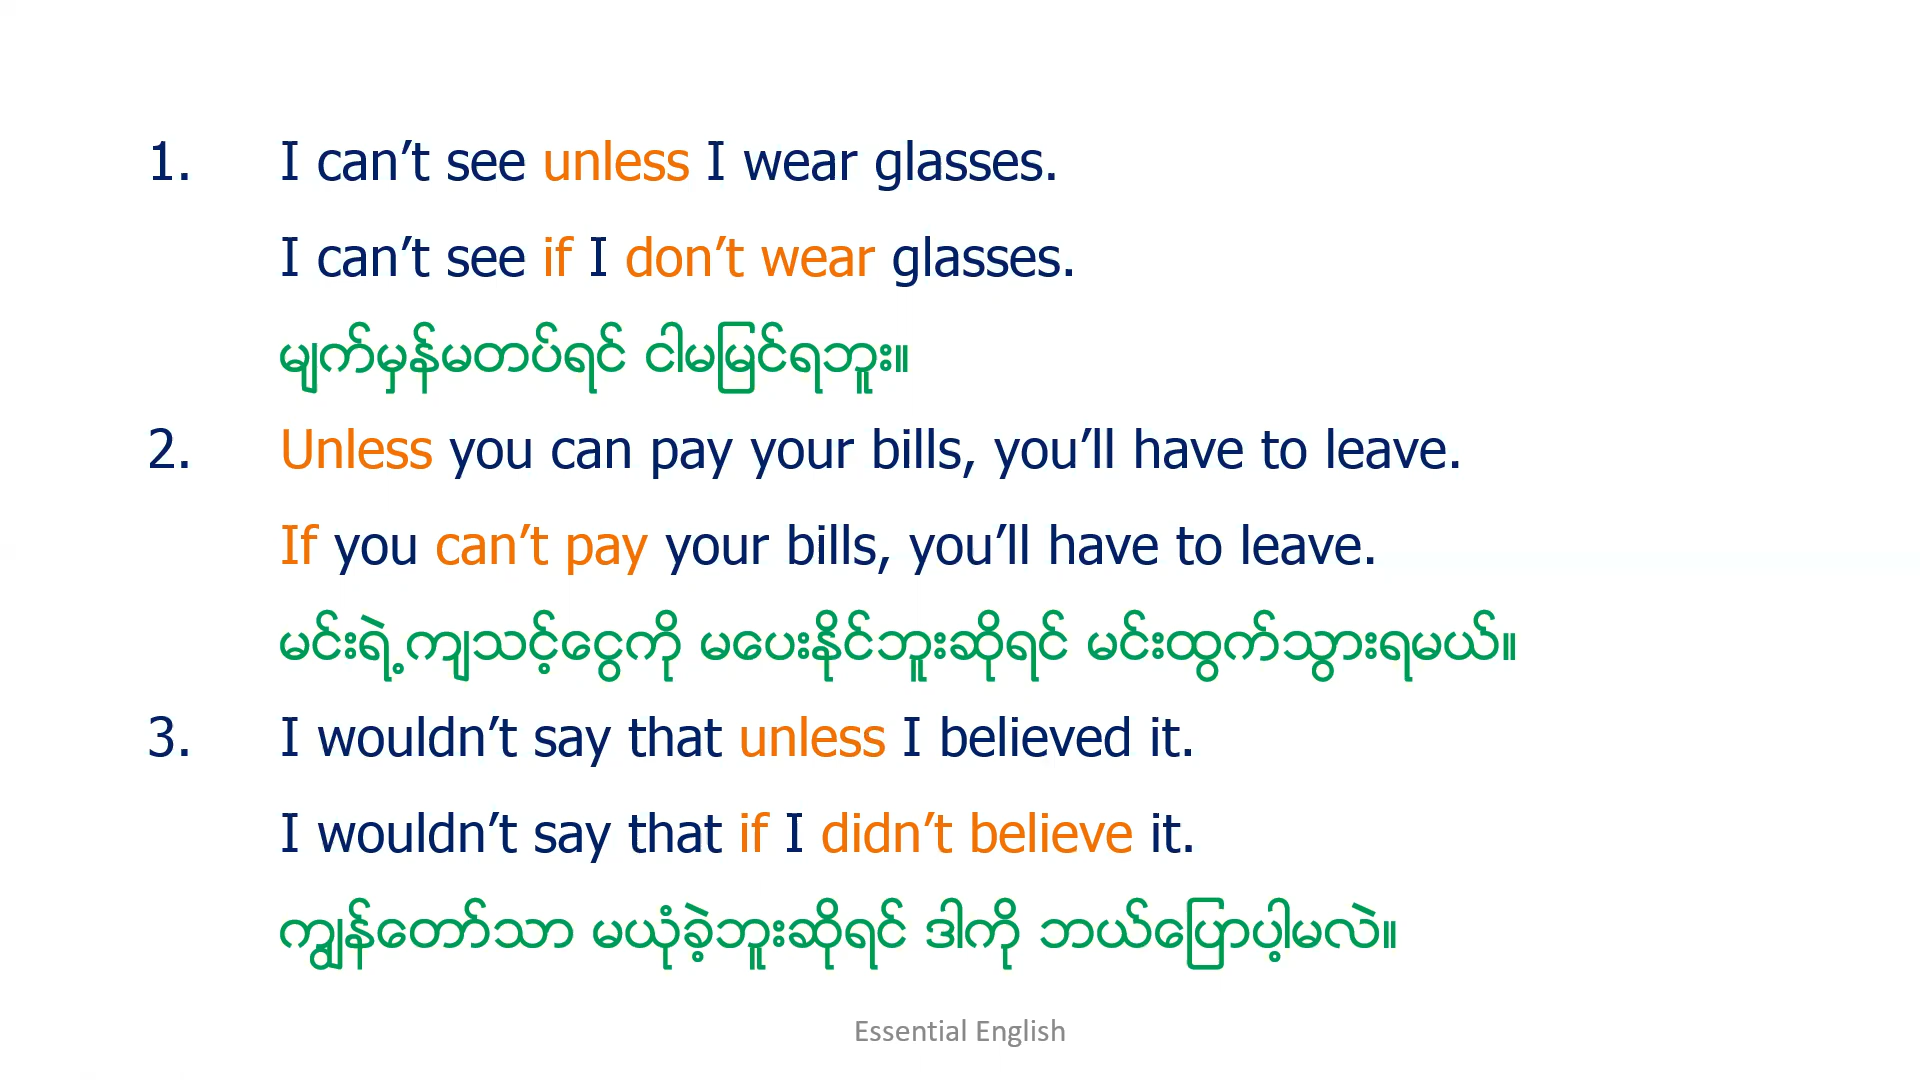 1. I can’t see unless I wear glasses.
I can’t see if I don’t wear glasses.
မျက်မှန်မတပ်ရင် ငါမမြင်ရဘူး။
2. Unless you can pay your bills, you’ll have to leave.
If you can’t pay your bills, you’ll have to leave.
မင်းရဲ့ကျသင့်ငွေကို မပေးနိုင်ဘူးဆိုရင် မင်းထွက်သွားရမယ်။
3. I wouldn’t say that unless I believed it.
I wouldn’t say that if I didn’t believe it.
ကျွန်တော်သာ မယုံခဲ့ဘူးဆိုရင် ဒါကို ဘယ်ပြောပါ့မလဲ။
Essential English